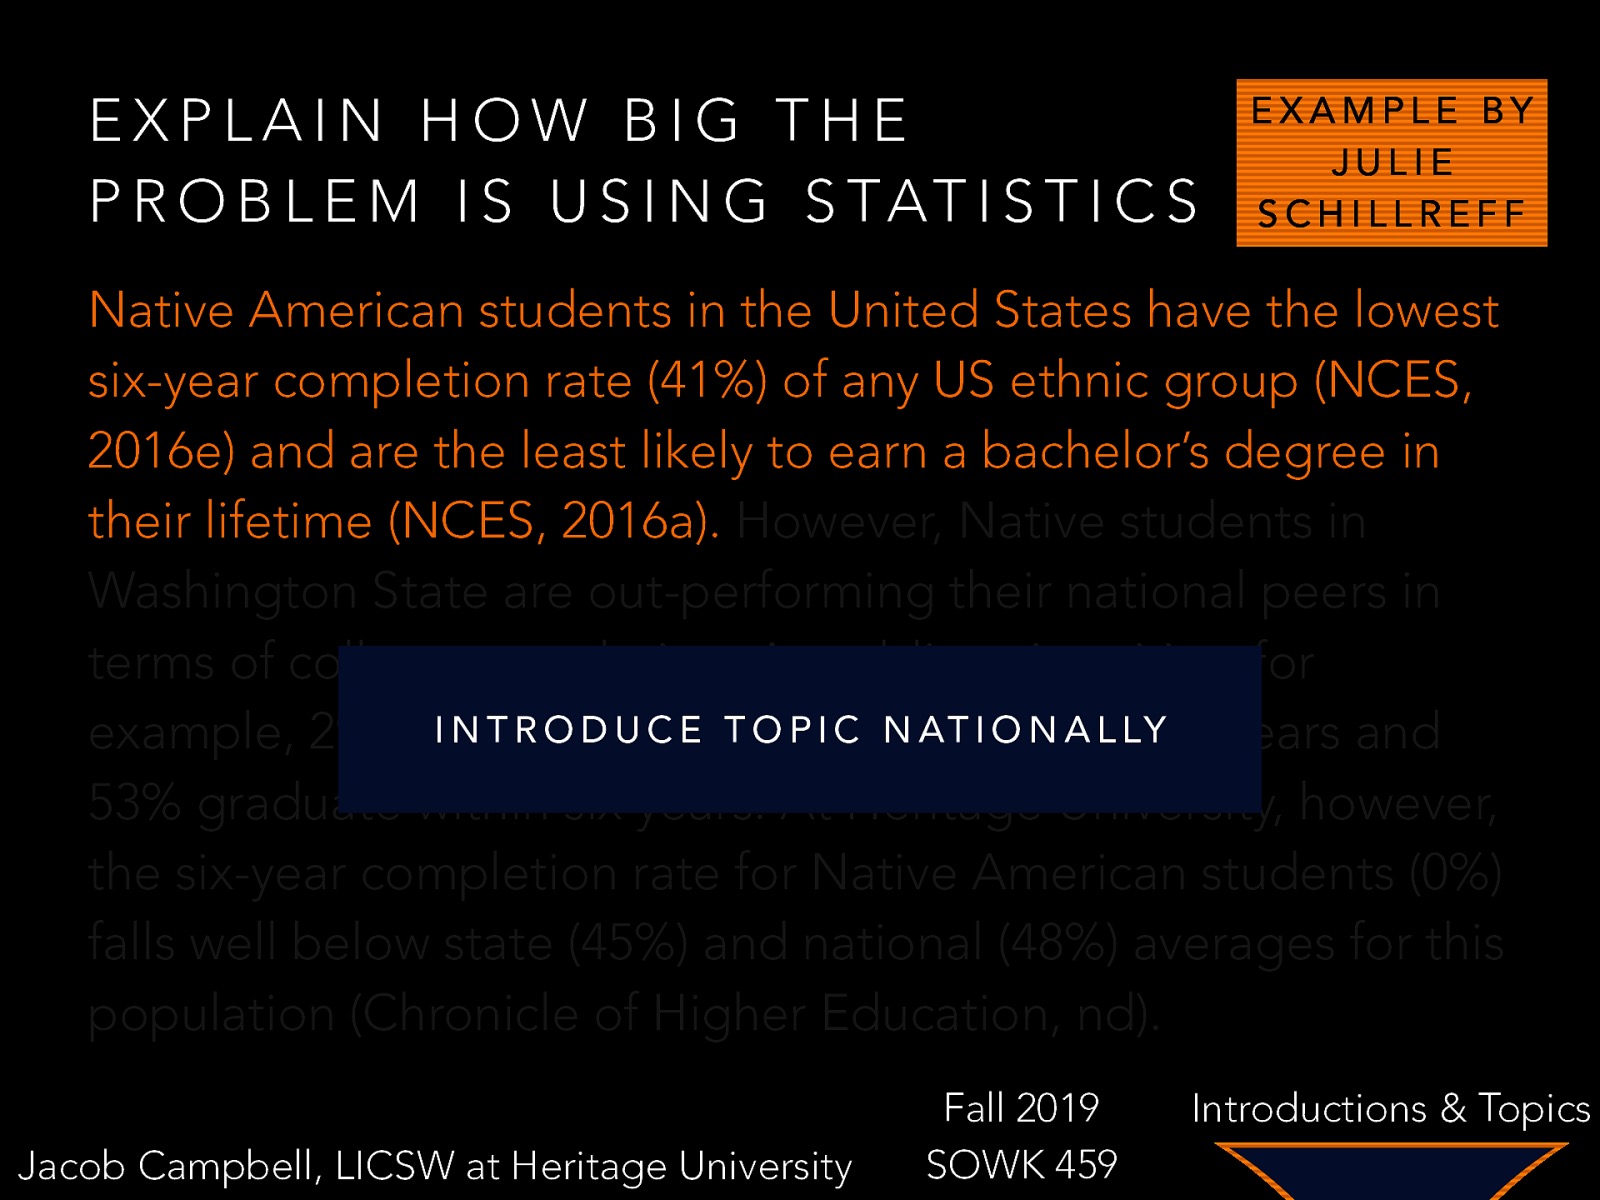 EXPLAIN HOW BIG THE
PROBLEM IS USING STATISTICS
EXAMPLE BY
JULIE
SCHILLREFF
Native American students in the United States have the lowest
six-year completion rate (41%) of any US ethnic group (NCES,
2016e) and are the least likely to earn a bachelor’s degree in
their lifetime (NCES, 2016a). However, Native students in
Washington State are out-performing their national peers in
terms of for
example, and
INTRODUCE TOPIC NATIONALLY
53% however,
the six-year completion rate for Native American students (0%)
falls well below state (45%) and national (48%) averages for this
population (Chronicle of Higher Education, nd).
Fall 2019
SOWK 459
Introductions & Topics
Jacob Campbell, LICSW at Heritage University